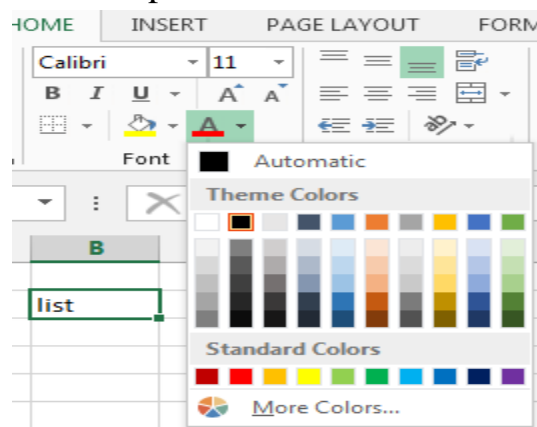 HOME INSERT PAGE LAYOUT FORM
Calibri 11
B I U A A
A
Font
Automatic
Theme Colors
B
list
Standard Colors
More Colors...